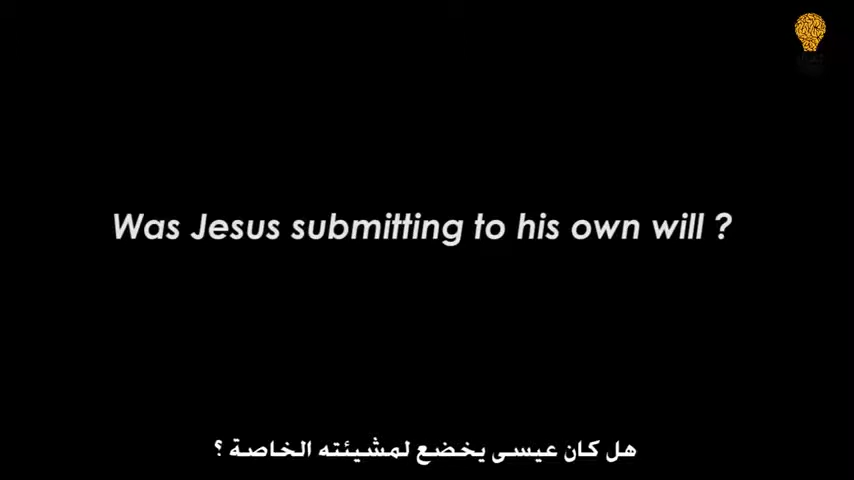 Was Jesus submitting to his own will ?
هل كان عيسى يخضع لمشيئته الخاصة ؟